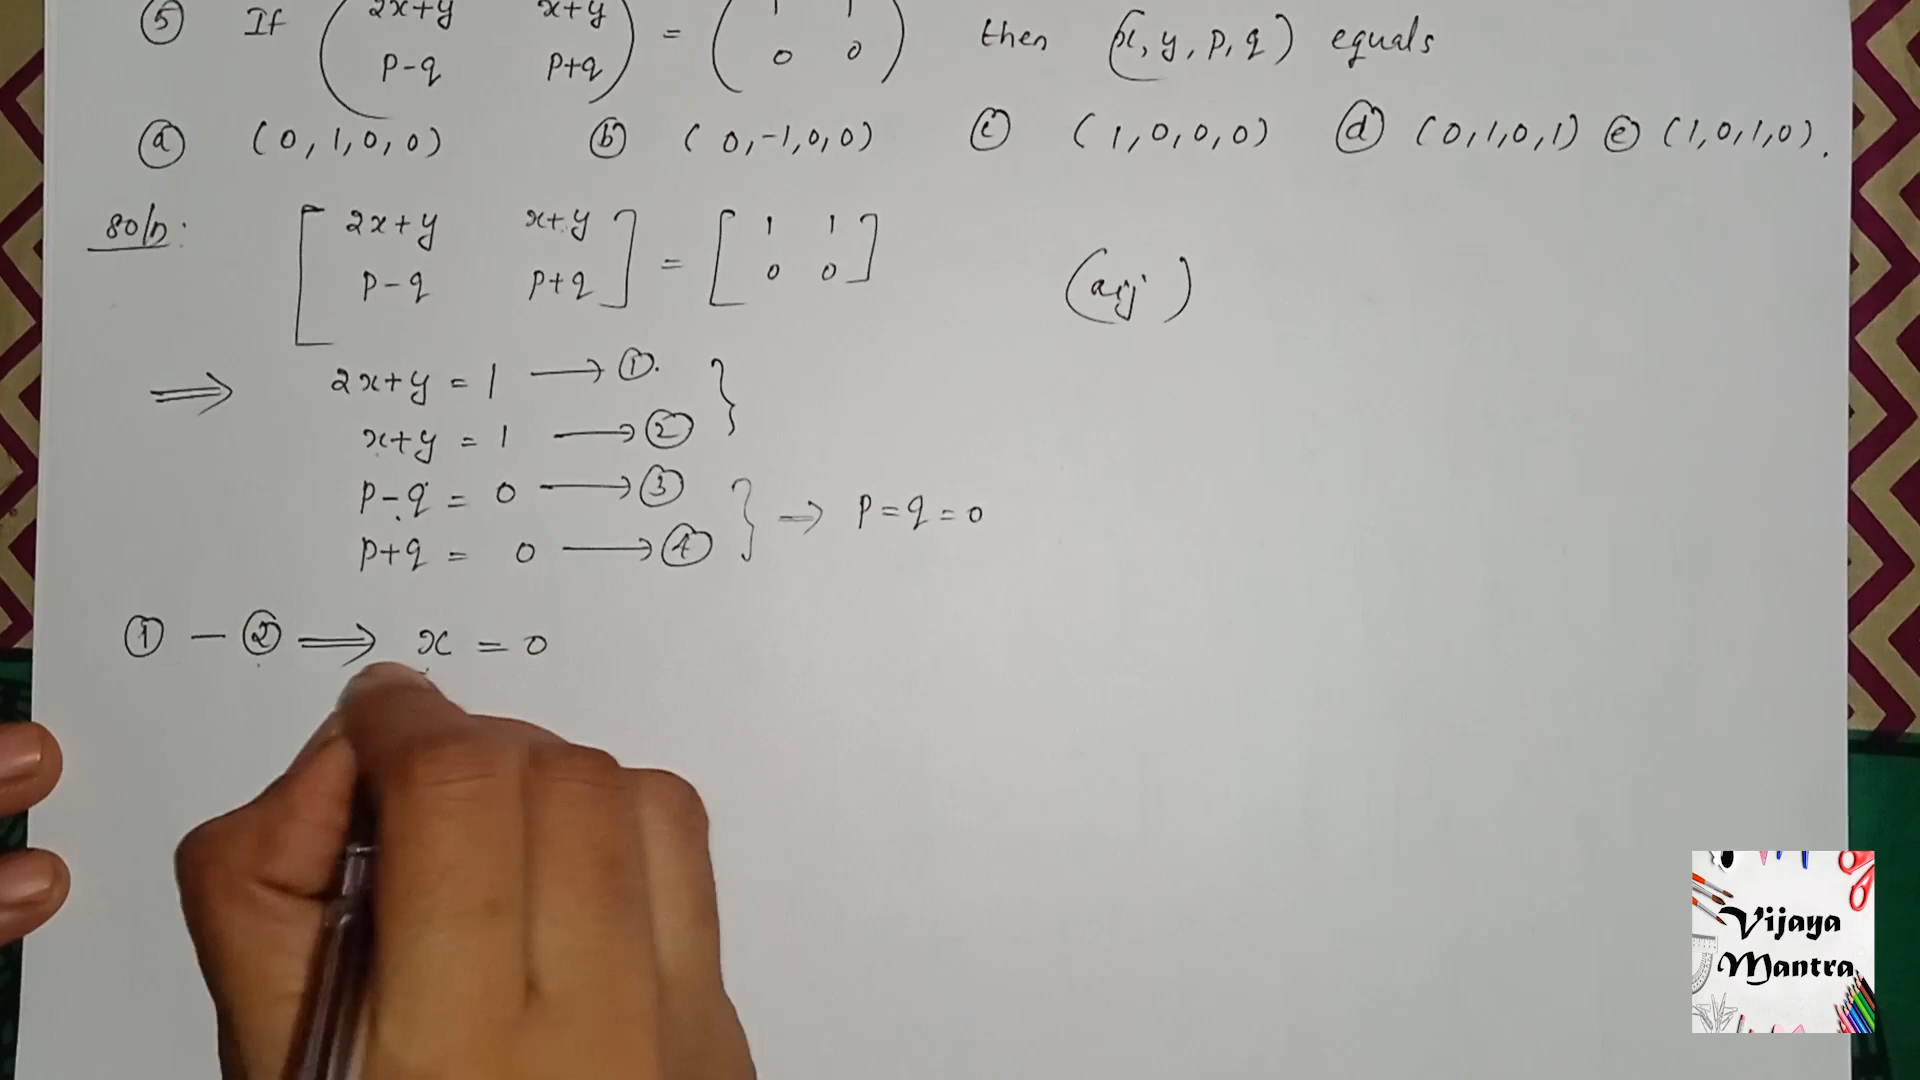 ⑤ If ( 2x+y x+y ) = ( 1 1 ) then (x, y, p, q) equals
p-q p+q 0 0
ⓐ (0, 1, 0, 0) ⓑ (0, -1, 0, 0) ⓒ (1, 0, 0, 0) ⓓ (0, 1, 0, 1) ⓔ (1, 0, 1, 0).
soln: [ 2x+y x+y ] = [ 1 1 ]
p-q p+q 0 0
(aij)
⟹ 2x+y = 1 ⟶ ①. }
x+y = 1 ⟶ ②
p-q = 0 ⟶ ③ } → p=q=0
p+q = 0 ⟶ ④
① - ② ⟹ x = 0
Vijaya
Mantra